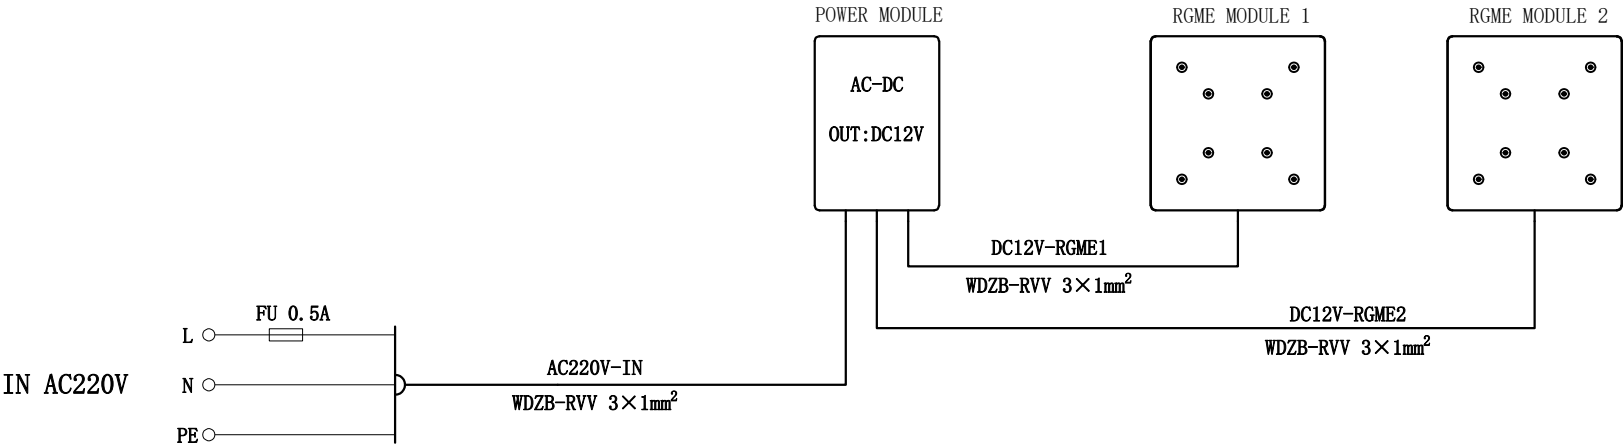 POWER MODULE
RGME MODULE 1
RGME MODULE 2
AC-DC
OUT:DC12V
DC12V-RGME1
WDZB-RVV 3×1mm²
DC12V-RGME2
WDZB-RVV 3×1mm²
FU 0.5A
L
IN AC220V
N
PE
AC220V-IN
WDZB-RVV 3×1mm²